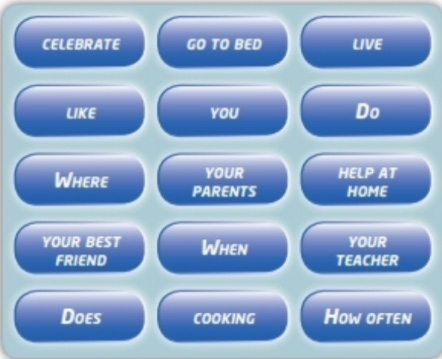 CELEBRATE
GO TO BED
LIVE
LIKE
YOU
DO
WHERE
YOUR
PARENTS
HELP AT
HOME
YOUR BEST
FRIEND
WHEN
YOUR
TEACHER
DOES
COOKING
HOW OFTEN